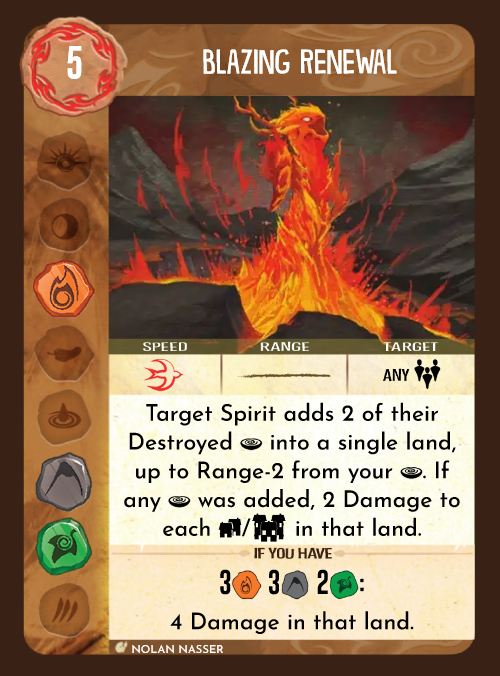 5
BLAZING RENEWAL
SPEED RANGE TARGET
ANY
Target Spirit adds 2 of their
Destroyed into a single land,
up to Range-2 from your . If
any was added, 2 Damage to
each / in that land.
IF YOU HAVE
3 3 2 :
4 Damage in that land.
NOLAN NASSER